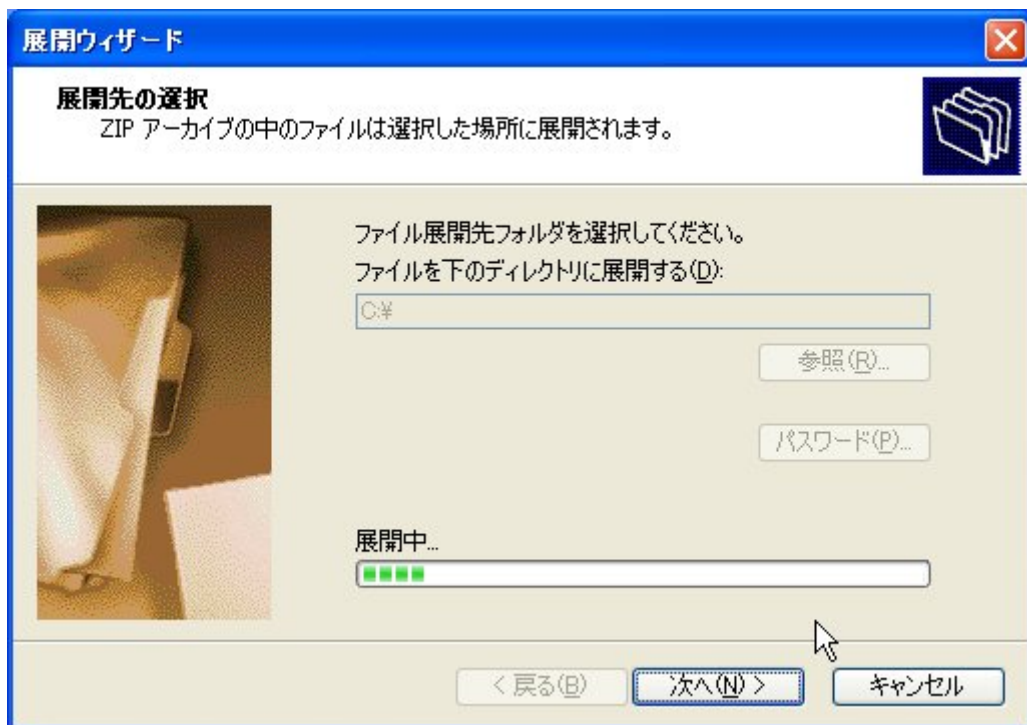 展開ウィザード
展開先の選択
ZIP アーカイブの中のファイルは選択した場所に展開されます。
ファイル展開先フォルダを選択してください。
ファイルを下のディレクトリに展開する(D):
C:¥
参照(R)...
パスワード(P)...
展開中...
< 戻る(B)
次へ(N) >
キャンセル